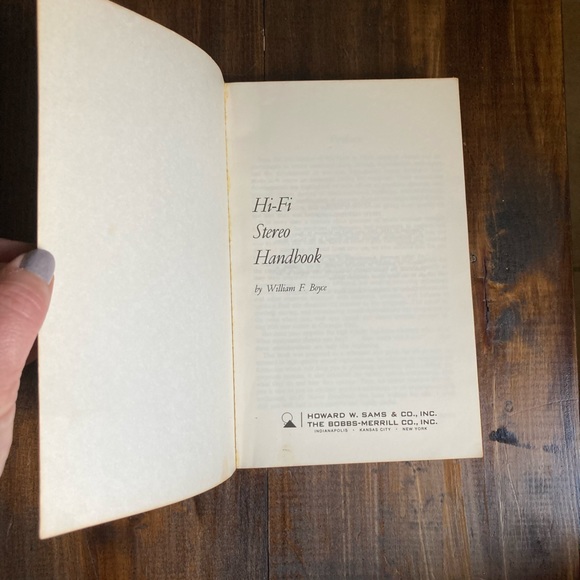 Hi-Fi
Stereo
Handbook
by William F. Boyce
HOWARD W. SAMS & CO., INC.
THE BOBBS-MERRILL CO., INC.
INDIANAPOLIS • KANSAS CITY • NEW YORK